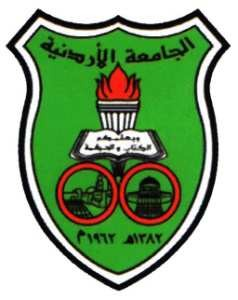 الجامعة الأردنية
ويعلمهم
الكتاب والحكمة
١٣٨٢هـ ١٩٦٢م